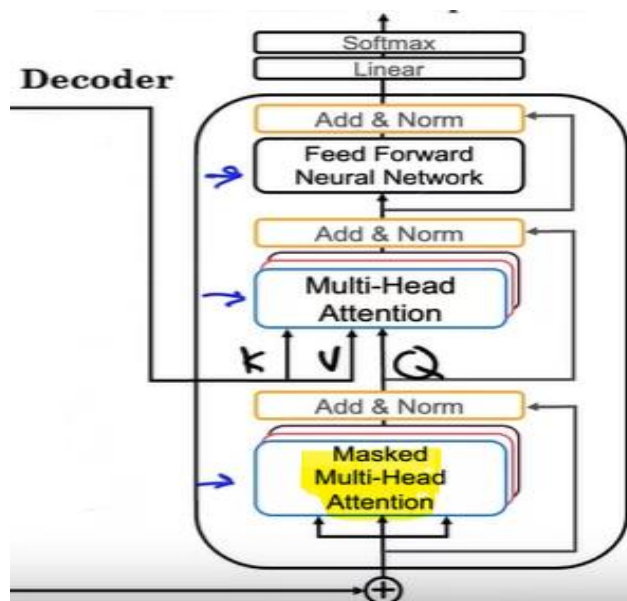 Softmax
Linear
Decoder
Add & Norm
Feed Forward
Neural Network
Add & Norm
Multi-Head
Attention
K V Q
Add & Norm
Masked
Multi-Head
Attention